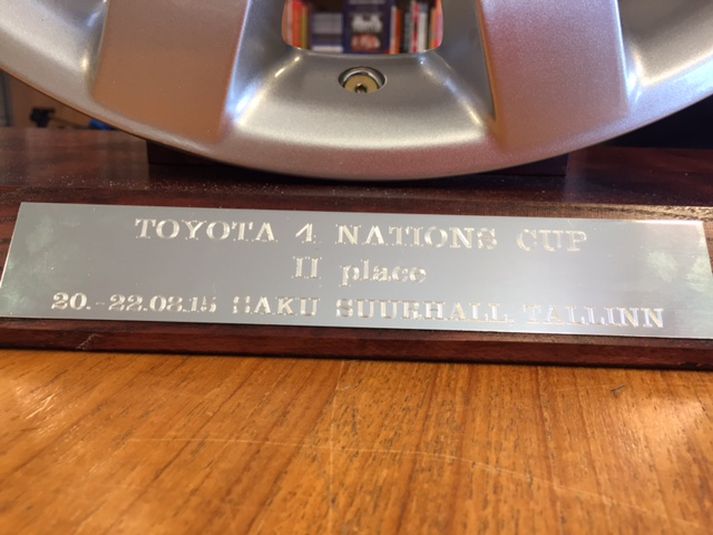 TOYOTA 4 NATIONS CUP
II place
20.-22.08.15 SAKU SUURHALL, TALLINN